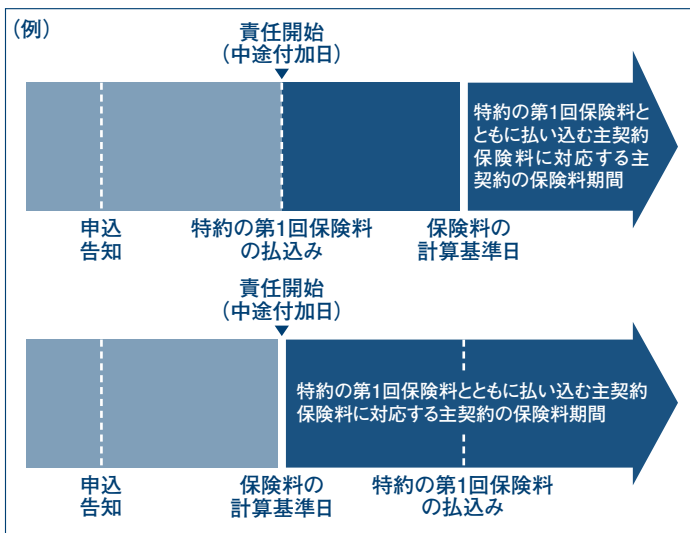 (例)
責任開始
(中途付加日)
特約の第1回保険料と
ともに払い込む主契約
保険料に対応する主
契約の保険料期間
申込
告知
特約の第1回保険料
の払込み
保険料の
計算基準日
責任開始
(中途付加日)
特約の第1回保険料とともに払い込む主契約
保険料に対応する主契約の保険料期間
申込
告知
保険料の
計算基準日
特約の第1回保険料
の払込み